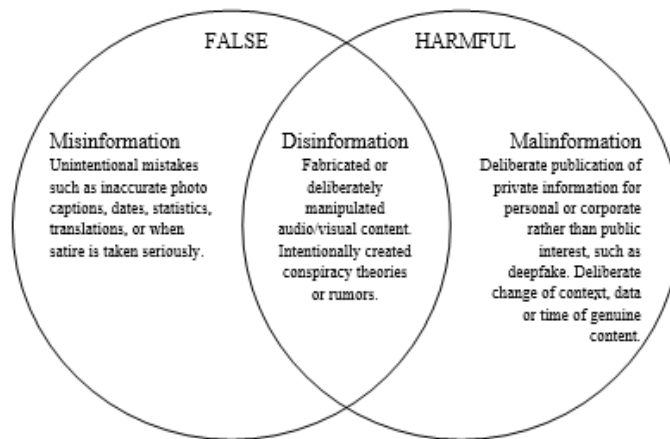 FALSE
HARMFUL
Misinformation
Unintentional mistakes
such as inaccurate photo
captions, dates, statistics,
translations, or when
satire is taken seriously.
Disinformation
Fabricated or
deliberately
manipulated
audio/visual content.
Intentionally created
conspiracy theories
or rumors.
Malinformation
Deliberate publication of
private information for
personal or corporate
rather than public
interest, such as
deepfake. Deliberate
change of context, data
or time of genuine
content.